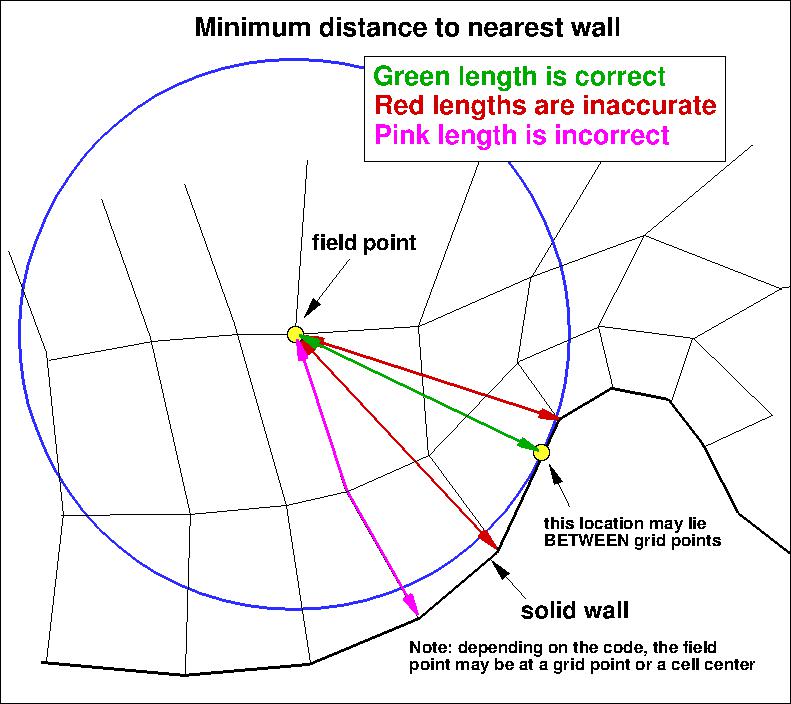 Minimum distance to nearest wall
Green length is correct
Red lengths are inaccurate
Pink length is incorrect
field point
this location may lie
BETWEEN grid points
solid wall
Note: depending on the code, the field
point may be at a grid point or a cell center